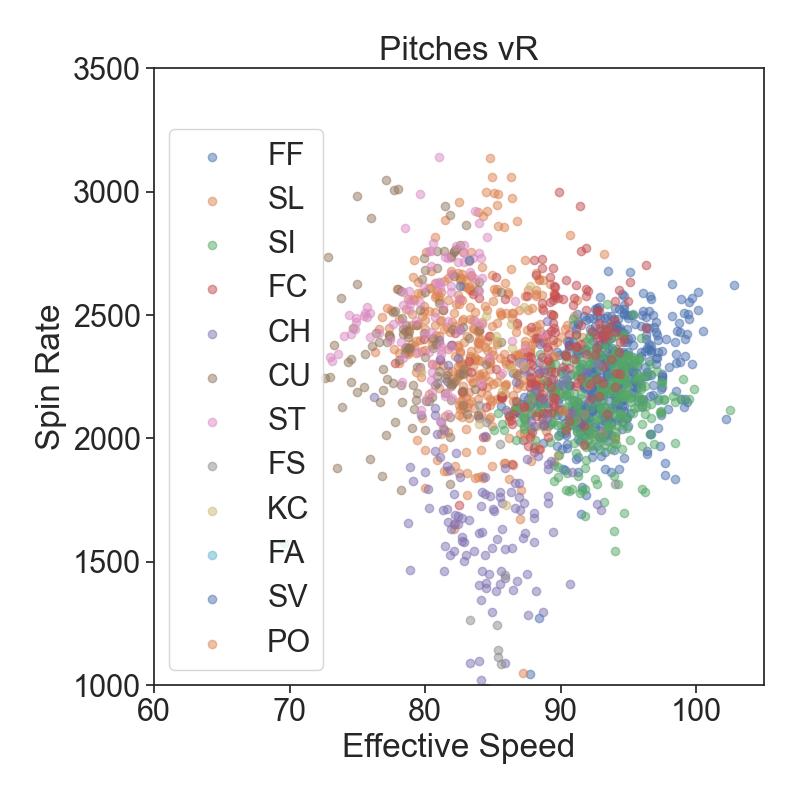 Pitches vR
3500
3000
2500
2000
1500
1000
Spin Rate
FF
SL
SI
FC
CH
CU
ST
FS
KC
FA
SV
PO
60 70 80 90 100
Effective Speed